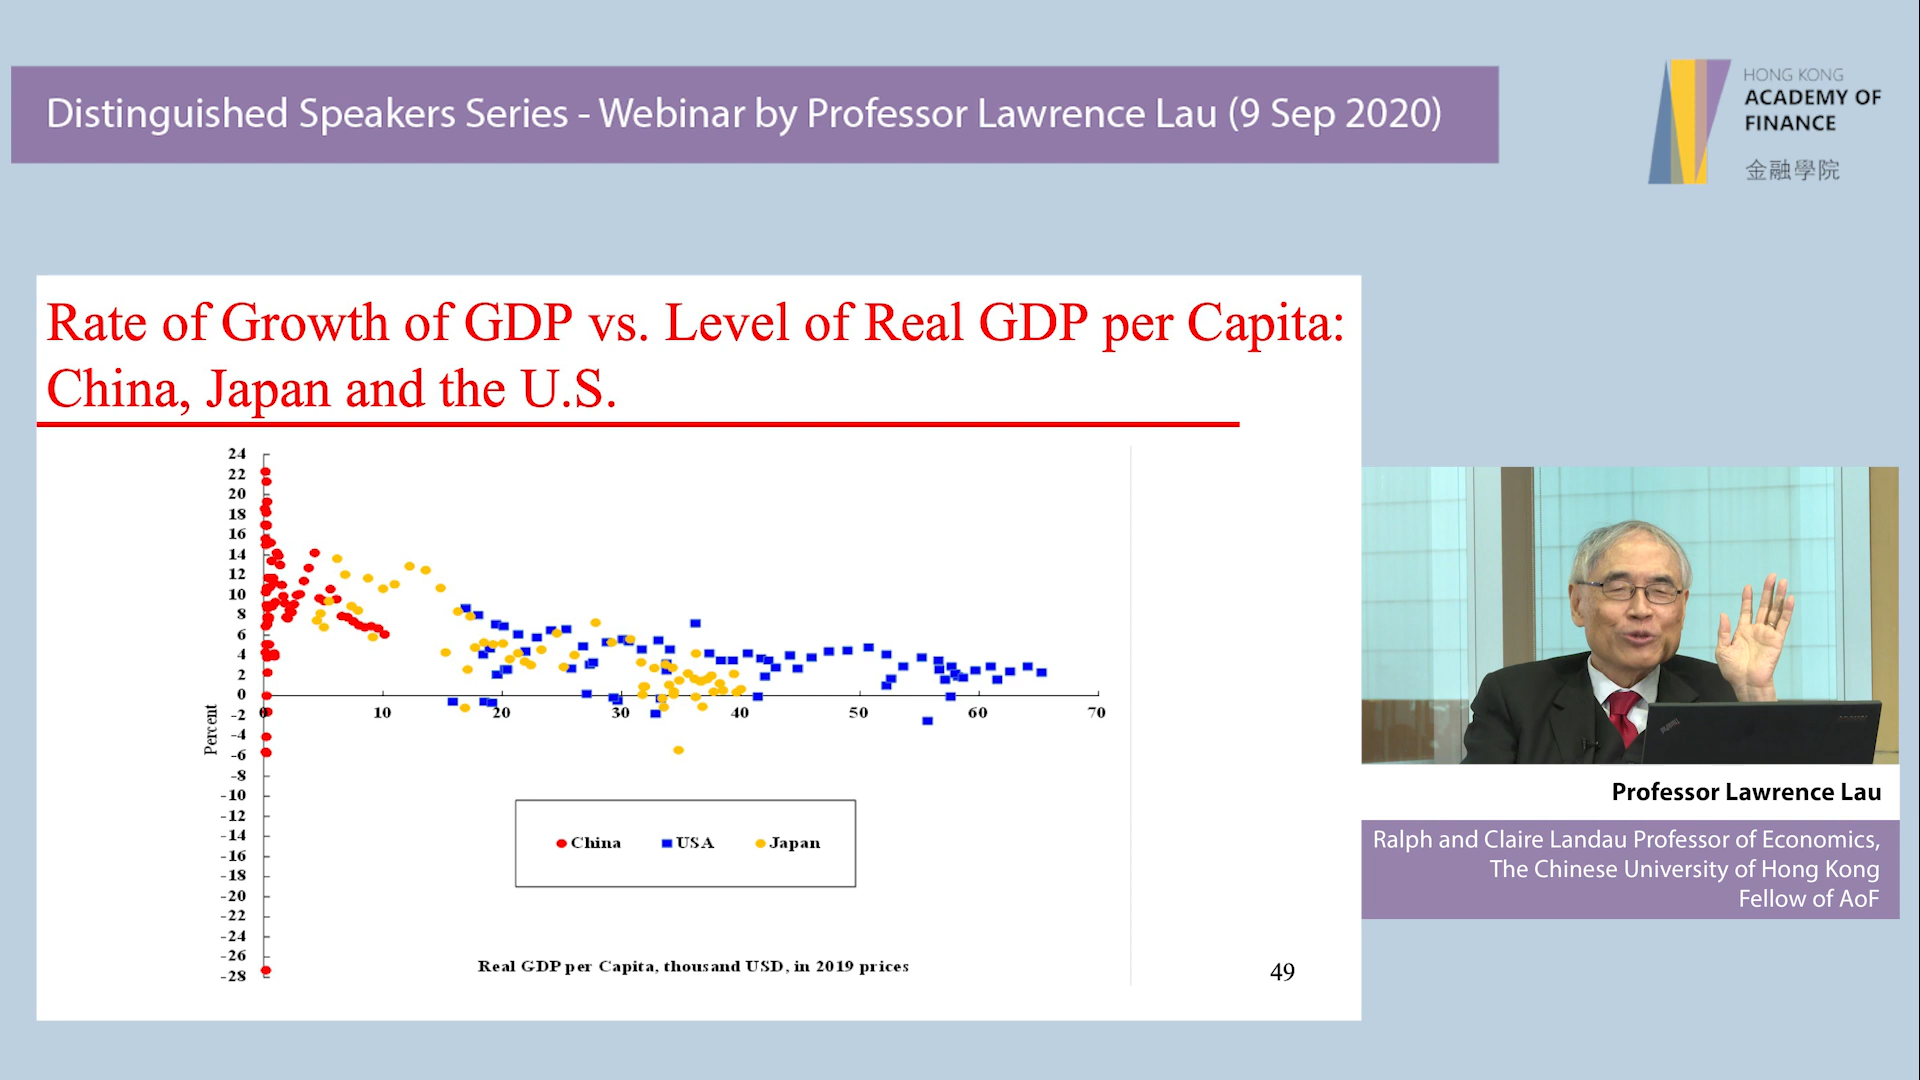 Distinguished Speakers Series - Webinar by Professor Lawrence Lau (9 Sep 2020)
HONG KONG
ACADEMY OF
FINANCE
金融學院
Rate of Growth of GDP vs. Level of Real GDP per Capita:
China, Japan and the U.S.
24
22
20
18
16
14
12
10
8
6
4
2
0
-2
-4
-6
-8
-10
-12
-14
-16
-18
-20
-22
-24
-26
-28
Percent
0 10 20 30 40 50 60 70
China USA Japan
Real GDP per Capita, thousand USD, in 2019 prices
49
Professor Lawrence Lau
Ralph and Claire Landau Professor of Economics,
The Chinese University of Hong Kong
Fellow of AoF